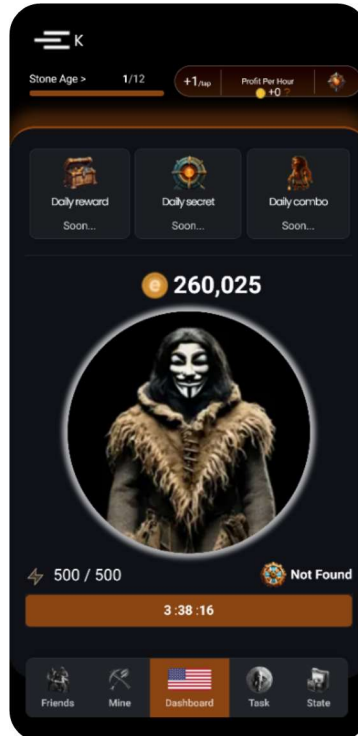 K
Stone Age > 1/12
+1/tap
Profit Per Hour
+0 ?
Daily reward Daily secret Daily combo
Soon... Soon... Soon...
e 260,025
500 / 500 Not Found
3 :38 :16
Friends Mine Dashboard Task State